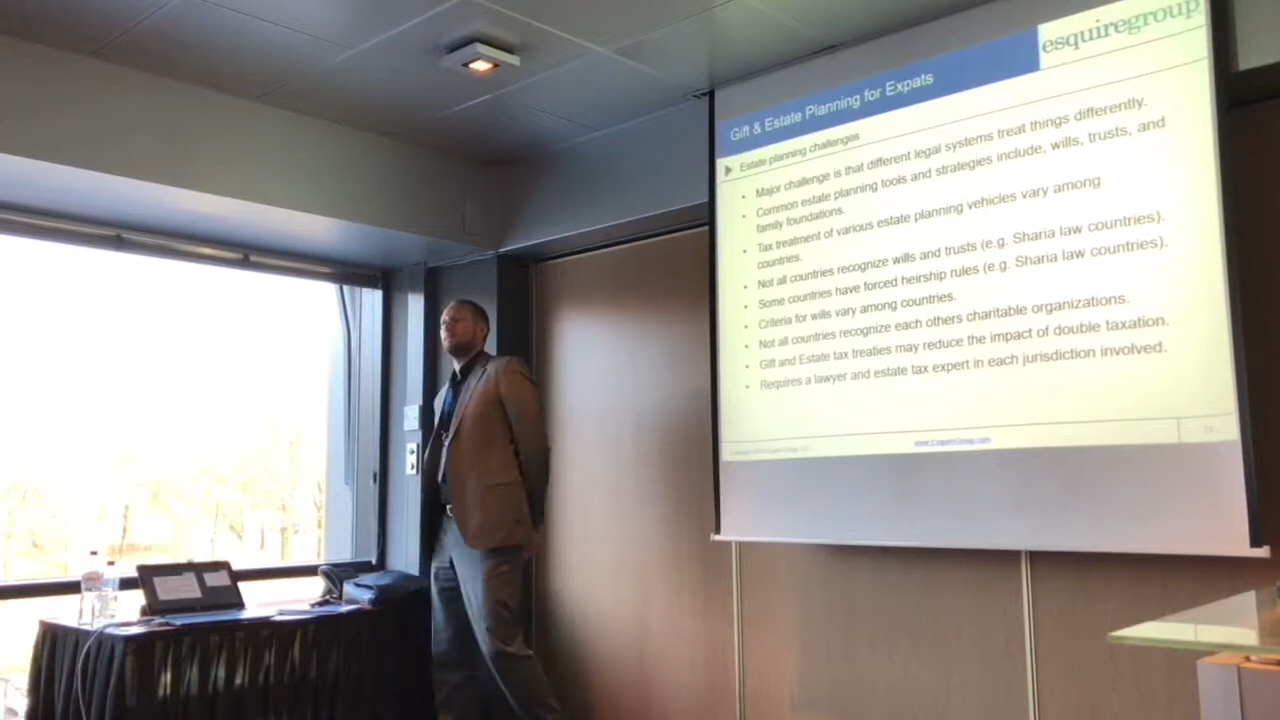 esquiregroup
Gift & Estate Planning for Expats
Estate planning challenges
• Major challenge is that different legal systems treat things differently.
• Common estate planning tools and strategies include, wills, trusts, and
family foundations.
• Tax treatment of various estate planning vehicles vary among
countries.
• Not all countries recognize wills and trusts (e.g. Sharia law countries).
• Some countries have forced heirship rules (e.g. Sharia law countries).
• Criteria for wills vary among countries.
• Not all countries recognize each others charitable organizations.
• Gift and Estate tax treaties may reduce the impact of double taxation.
• Requires a lawyer and estate tax expert in each jurisdiction involved.
www.EsquireGroup.com